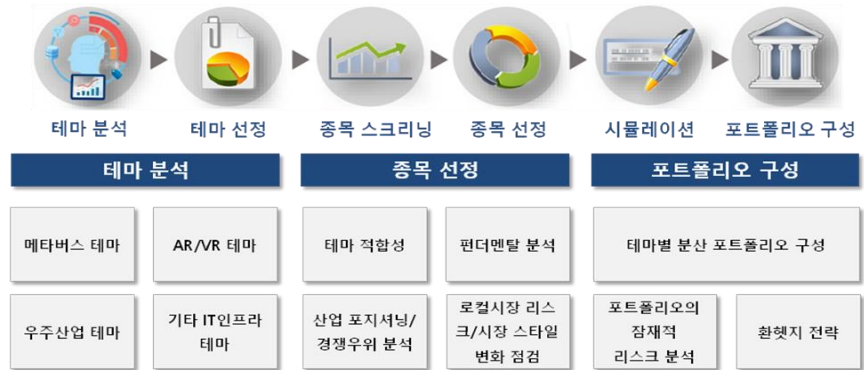 테마 분석
테마 선정
종목 스크리닝
종목 선정
시뮬레이션
포트폴리오 구성
테마 분석
종목 선정
포트폴리오 구성
메타버스 테마
AR/VR 테마
테마 적합성
펀더멘탈 분석
테마별 분산 포트폴리오 구성
우주산업 테마
기타 IT인프라
테마
산업 포지셔닝/
경쟁우위 분석
로컬시장 리스
크/시장 스타일
변화 점검
포트폴리오의
잠재적
리스크 분석
환헷지 전략